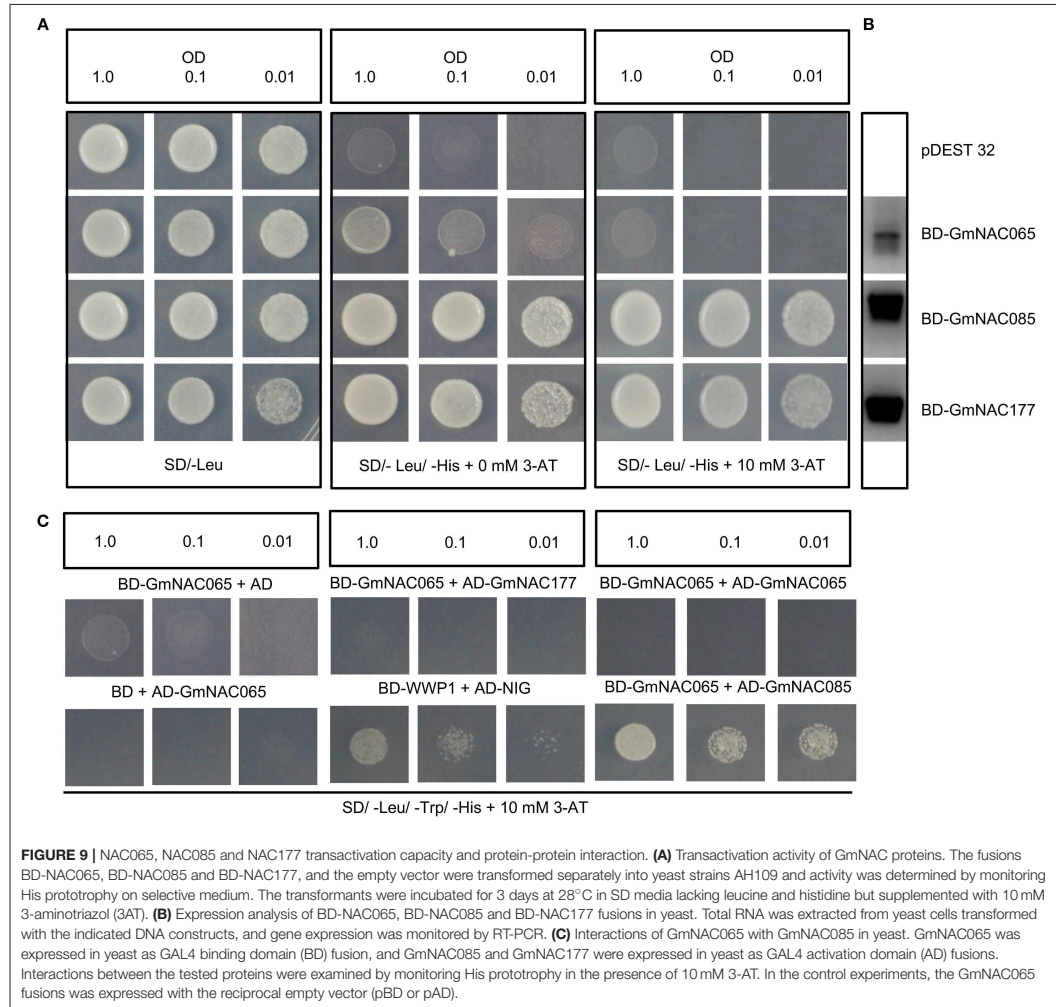 A
B
OD
1.0 0.1 0.01
OD
1.0 0.1 0.01
OD
1.0 0.1 0.01
pDEST 32
BD-GmNAC065
BD-GmNAC085
BD-GmNAC177
SD/-Leu
SD/- Leu/ -His + 0 mM 3-AT
SD/- Leu/ -His + 10 mM 3-AT
C
1.0 0.1 0.01
1.0 0.1 0.01
1.0 0.1 0.01
BD-GmNAC065 + AD
BD-GmNAC065 + AD-GmNAC177
BD-GmNAC065 + AD-GmNAC065
BD + AD-GmNAC065
BD-WWP1 + AD-NIG
BD-GmNAC065 + AD-GmNAC085
SD/ -Leu/ -Trp/ -His + 10 mM 3-AT
FIGURE 9 | NAC065, NAC085 and NAC177 transactivation capacity and protein-protein interaction. (A) Transactivation activity of GmNAC proteins. The fusions
BD-NAC065, BD-NAC085 and BD-NAC177, and the empty vector were transformed separately into yeast strains AH109 and activity was determined by monitoring
His prototrophy on selective medium. The transformants were incubated for 3 days at 28°C in SD media lacking leucine and histidine but supplemented with 10 mM
3-aminotriazol (3AT). (B) Expression analysis of BD-NAC065, BD-NAC085 and BD-NAC177 fusions in yeast. Total RNA was extracted from yeast cells transformed
with the indicated DNA constructs, and gene expression was monitored by RT-PCR. (C) Interactions of GmNAC065 with GmNAC085 in yeast. GmNAC065 was
expressed in yeast as GAL4 binding domain (BD) fusion, and GmNAC085 and GmNAC177 were expressed in yeast as GAL4 activation domain (AD) fusions.
Interactions between the tested proteins were examined by monitoring His prototrophy in the presence of 10 mM 3-AT. In the control experiments, the GmNAC065
fusions was expressed with the reciprocal empty vector (pBD or pAD).